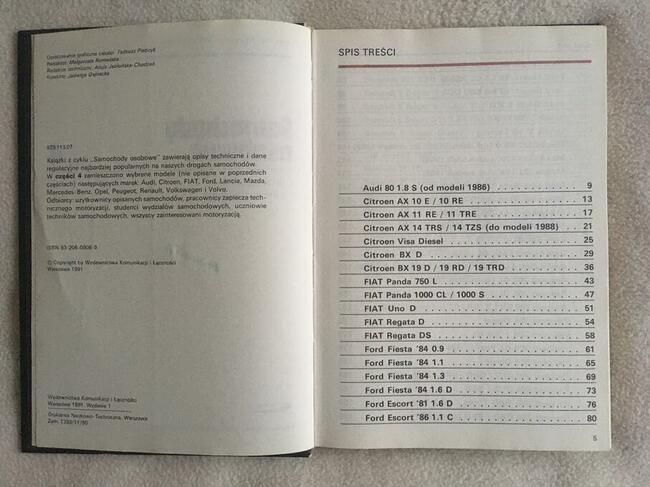 Opracowanie graficzne całości: Tadeusz Pietrzyk
Redaktor: Małgorzata Romańska
Redaktor techniczny: Alicja Jabłońska-Chodzeń
Korekta: Jadwiga
629.113.07
Książki z cyklu „Samochody osobowe” zawierają opisy techniczne i dane
regulacyjne najbardziej popularnych na naszych drogach samochodów.
W części 4 zamieszczono wybrane modele (nie opisane w poprzednich
częściach) następujących marek: Audi, Citroen, FIAT, Ford, Lancia, Mazda,
Mercedes-Benz, Opel, Peugeot, Renault, Volkswagen i Volvo.
Odbiorcy: użytkownicy opisanych samochodów, pracownicy zaplecza tech-
nicznego motoryzacji, studenci wydziałów samochodowych, uczniowie
techników samochodowych, wszyscy zainteresowani motoryzacją.
ISBN 83-206-0906-9
© Copyright by Wydawnictwa Komunikacji i Łączności
Warszawa 1991
Wydawnictwa Komunikacji i Łączności
Warszawa 1991. Wydanie 1
Drukarnia Naukowo-Techniczna, Warszawa
Zam. 1392/11/90
SPIS TREŚCI
Audi 80 1.8 S (od modeli 1986) . . . . . . . . . . 9
Citroen AX 10 E / 10 RE . . . . . . . . . . 13
Citroen AX 11 RE / 11 TRE . . . . . . . . . . 17
Citroen AX 14 TRS / 14 TZS (do modeli 1988) . . . . 21
Citroen Visa Diesel . . . . . . . . . . 25
Citroen BX D . . . . . . . . . . 29
Citroen BX 19 D / 19 RD / 19 TRD . . . . . . . . . . 36
FIAT Panda 750 L . . . . . . . . . . 43
FIAT Panda 1000 CL / 1000 S . . . . . . . . . . 47
FIAT Uno D . . . . . . . . . . 51
FIAT Regata D . . . . . . . . . . 54
FIAT Regata DS . . . . . . . . . . 58
Ford Fiesta '84 0.9 . . . . . . . . . . 61
Ford Fiesta '84 1.1 . . . . . . . . . . 65
Ford Fiesta '84 1.3 . . . . . . . . . . 69
Ford Fiesta '84 1.6 D . . . . . . . . . . 73
Ford Escort '81 1.6 D . . . . . . . . . . 76
Ford Escort '86 1.1 C . . . . . . . . . . 80
5